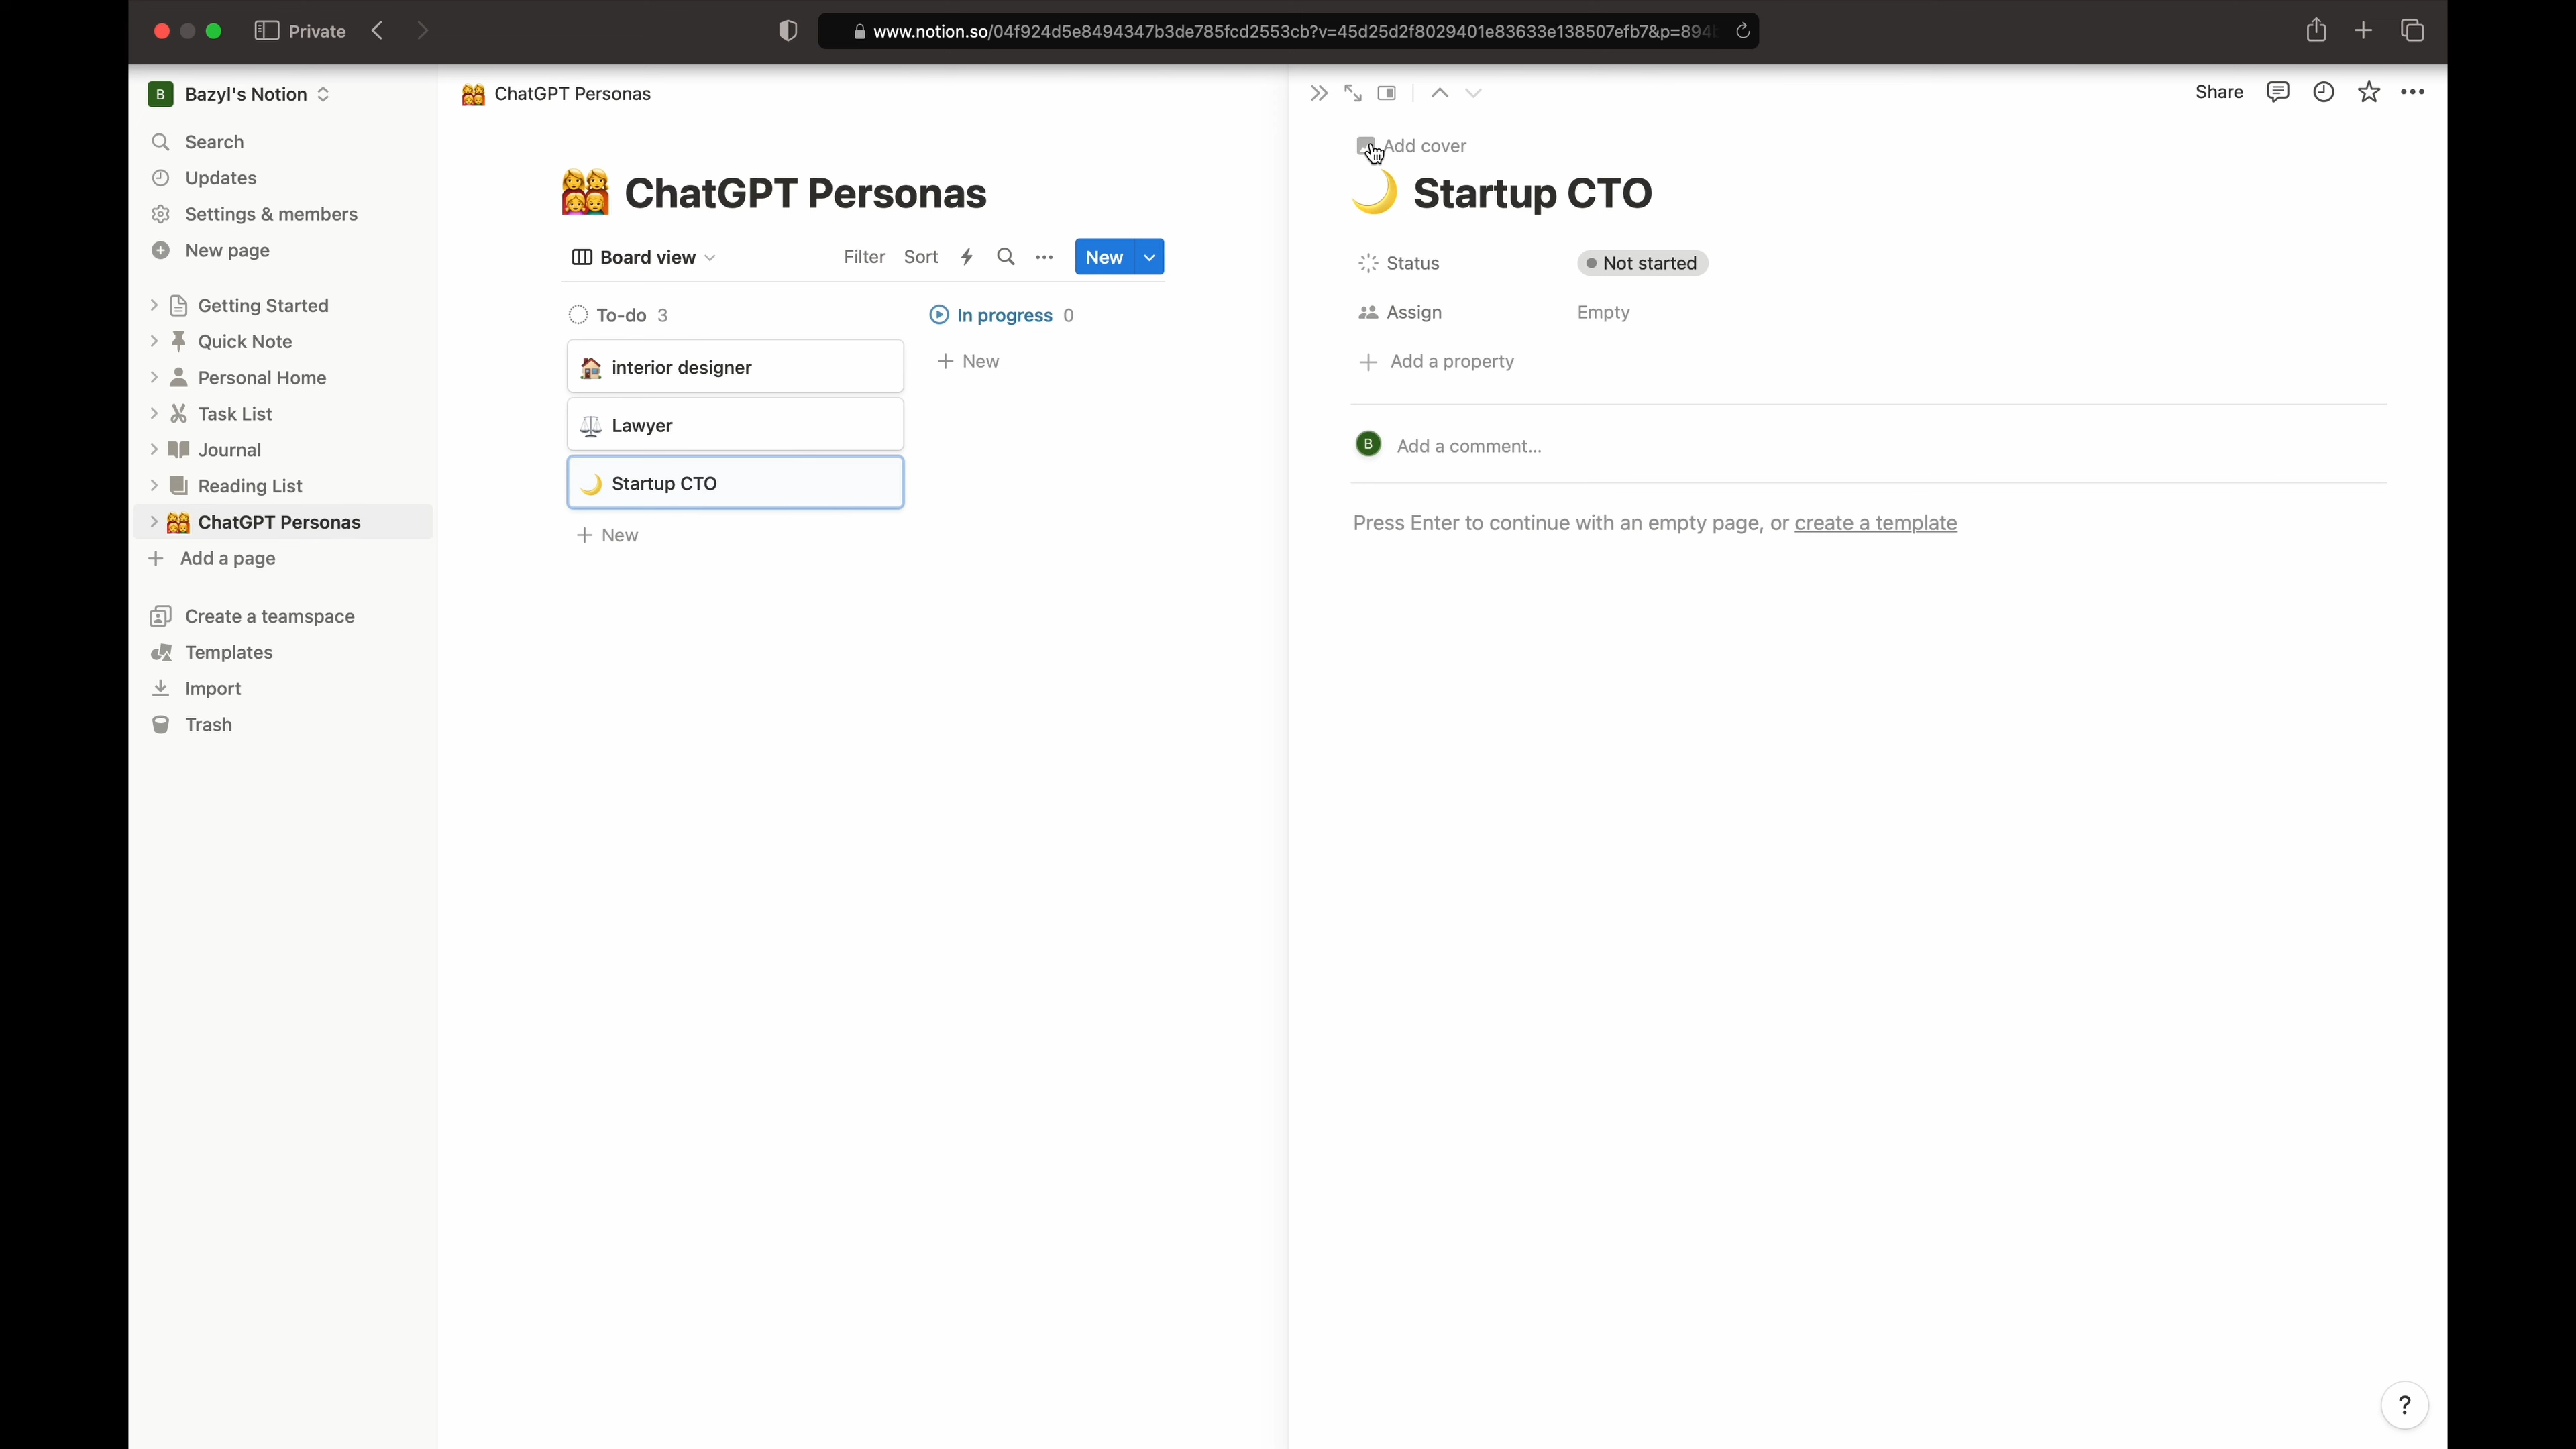 Private
www.notion.so/04f924d5e8494347b3de785fcd2553cb?v=45d25d2f8029401e83633e138507efb7&p=894
B Bazyl's Notion
Search
Updates
Settings & members
New page
Getting Started
Quick Note
Personal Home
Task List
Journal
Reading List
ChatGPT Personas
Add a page
Create a teamspace
Templates
Import
Trash
ChatGPT Personas
ChatGPT Personas
Board view
Filter Sort New
To-do 3
interior designer
Lawyer
Startup CTO
New
In progress 0
New
Share
Add cover
Startup CTO
Status Not started
Assign Empty
Add a property
B Add a comment...
Press Enter to continue with an empty page, or create a template
?